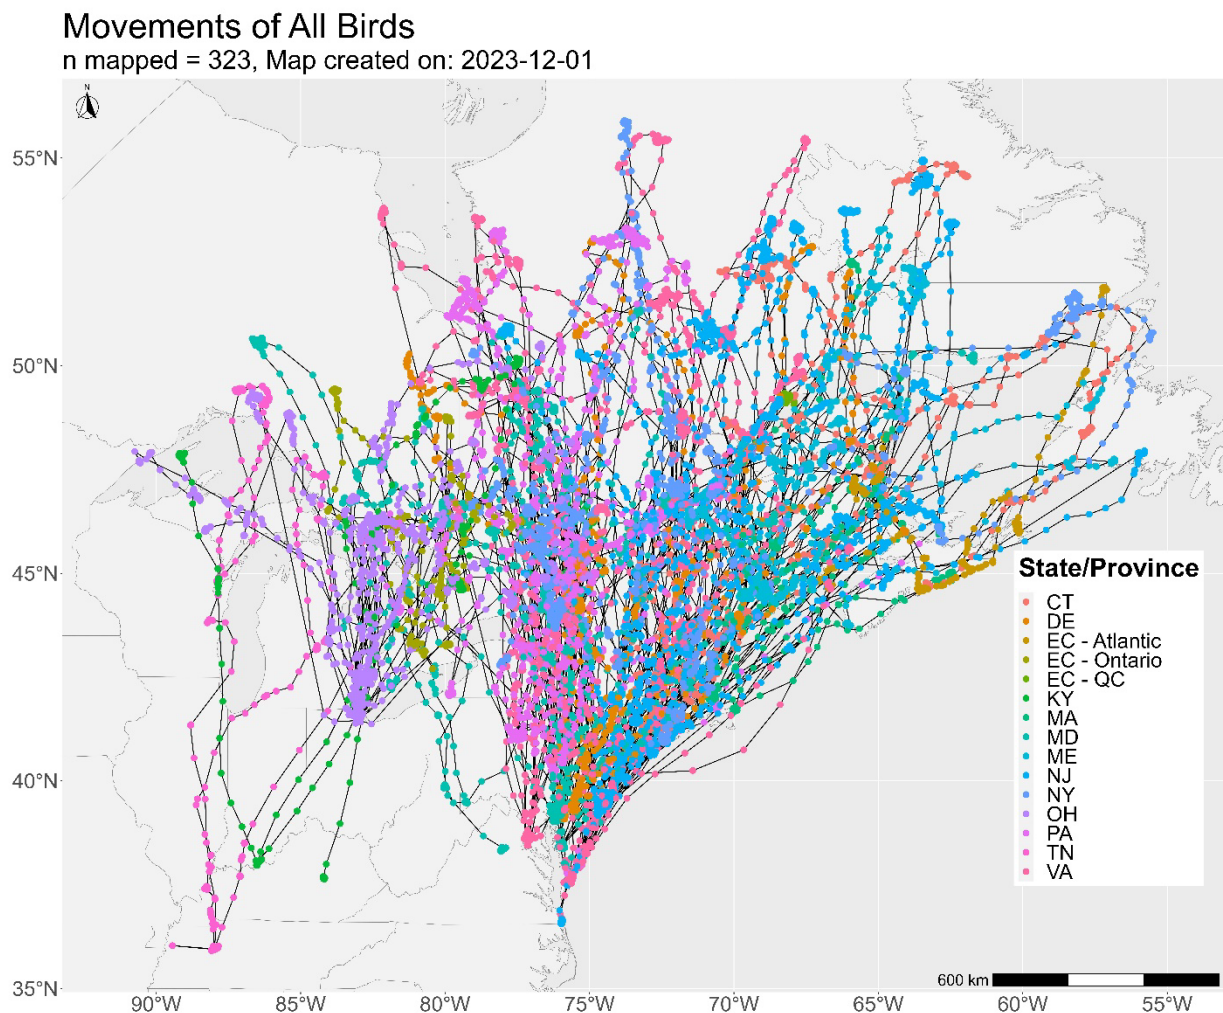 Movements of All Birds
n mapped = 323, Map created on: 2023-12-01
N
55°N
50°N
45°N
40°N
35°N
State/Province
CT
DE
EC - Atlantic
EC - Ontario
EC - QC
KY
MA
MD
ME
NJ
NY
OH
PA
TN
VA
600 km
90°W 85°W 80°W 75°W 70°W 65°W 60°W 55°W